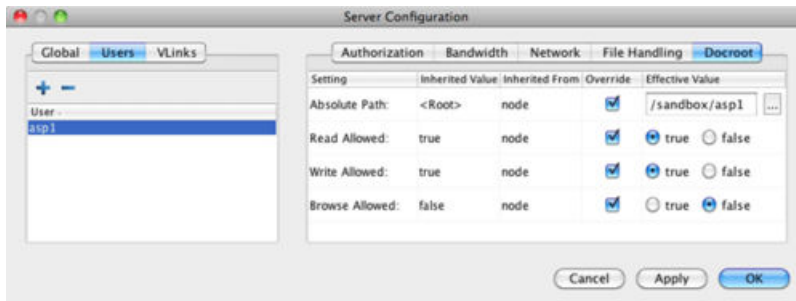 Server Configuration
Global Users VLinks
Authorization Bandwidth Network File Handling Docroot
User
asp1
Setting Inherited Value Inherited From Override Effective Value
Absolute Path: <Root> node /sandbox/asp1 ...
Read Allowed: true node true false
Write Allowed: true node true false
Browse Allowed: false node true false
Cancel Apply OK